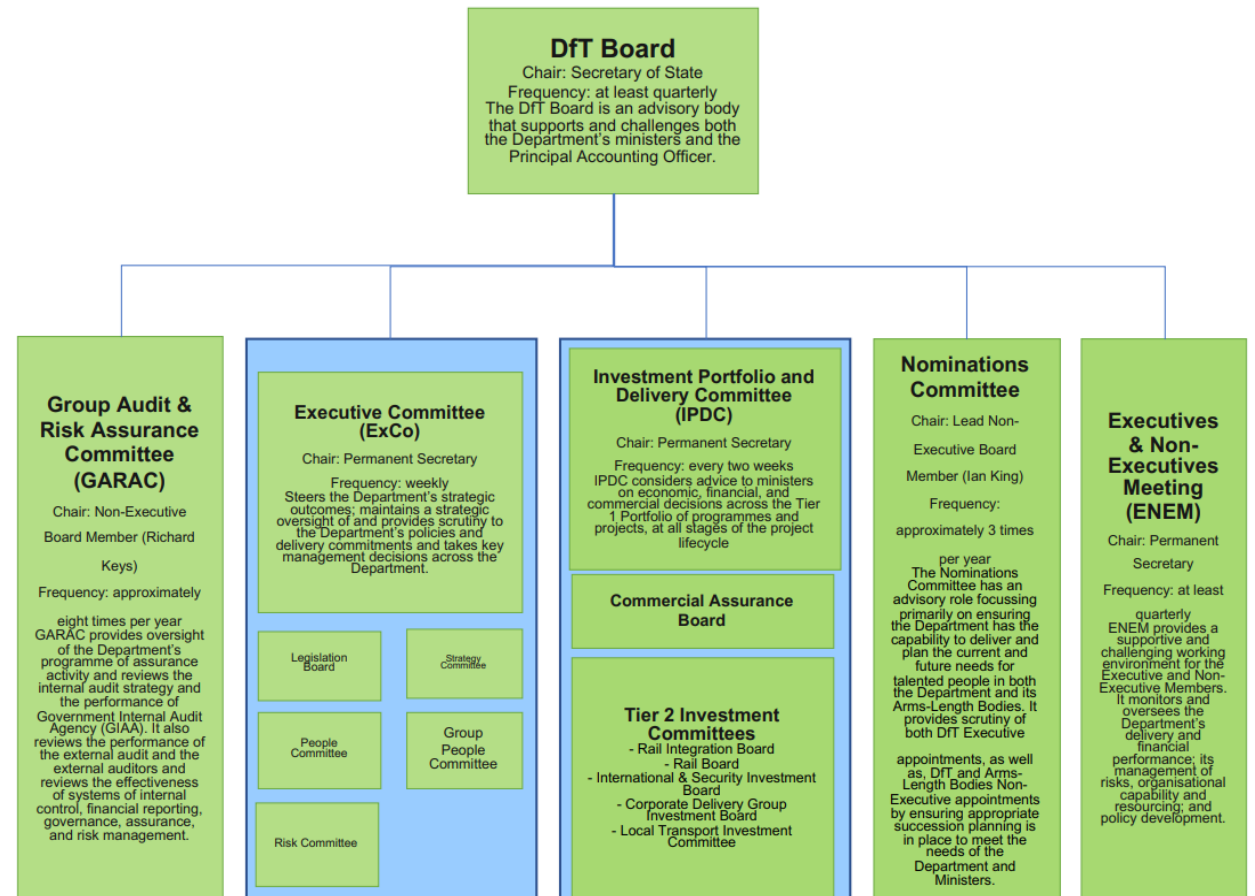 DfT Board
Chair: Secretary of State
Frequency: at least quarterly
The DfT Board is an advisory body
that supports and challenges both
the Department's ministers and the
Principal Accounting Officer.
Group Audit &
Risk Assurance
Committee
(GARAC)
Chair: Non-Executive
Board Member (Richard
Keys)
Frequency: approximately
eight times per year
GARAC provides oversight
of the Department's
programme of assurance
activity and reviews the
internal audit strategy and
the performance of
Government Internal Audit
Agency (GIAA). It also
reviews the performance of
the external audit and the
external auditors and
reviews the effectiveness
of systems of internal
control, financial reporting,
governance, assurance,
and risk management.
Executive Committee
(ExCo)
Chair: Permanent Secretary
Frequency: weekly
Steers the Department's strategic
outcomes; maintains a strategic
oversight of and provides scrutiny to
the Department's policies and
delivery commitments and takes key
management decisions across the
Department.
Legislation
Board
Strategy
Committee
People
Committee
Group
People
Committee
Risk Committee
Investment Portfolio and
Delivery Committee
(IPDC)
Chair: Permanent Secretary
Frequency: every two weeks
IPDC considers advice to ministers
on economic, financial, and
commercial decisions across the Tier
1 Portfolio of programmes and
projects, at all stages of the project
lifecycle
Commercial Assurance
Board
Tier 2 Investment
Committees
- Rail Integration Board
- Rail Board
- International & Security Investment
Board
- Corporate Delivery Group
Investment Board
- Local Transport Investment
Committee
Nominations
Committee
Chair: Lead Non-
Executive Board
Member (Ian King)
Frequency:
approximately 3 times
per year
The Nominations
Committee has an
advisory role focussing
primarily on ensuring
the Department has the
capability to deliver and
plan the current and
future needs for
talented people in both
the Department and its
Arms-Length Bodies. It
provides scrutiny of
both DfT Executive
appointments, as well
as, DfT and Arms-
Length Bodies Non-
Executive appointments
by ensuring appropriate
succession planning is
in place to meet the
needs of the
Department and
Ministers.
Executives
& Non-
Executives
Meeting
(ENEM)
Chair: Permanent
Secretary
Frequency: at least
quarterly
ENEM provides a
supportive and
challenging working
environment for the
Executive and Non-
Executive Members.
It monitors and
oversees the
Department's
delivery and
financial
performance; its
management of
risks, organisational
capability and
resourcing; and
policy development.